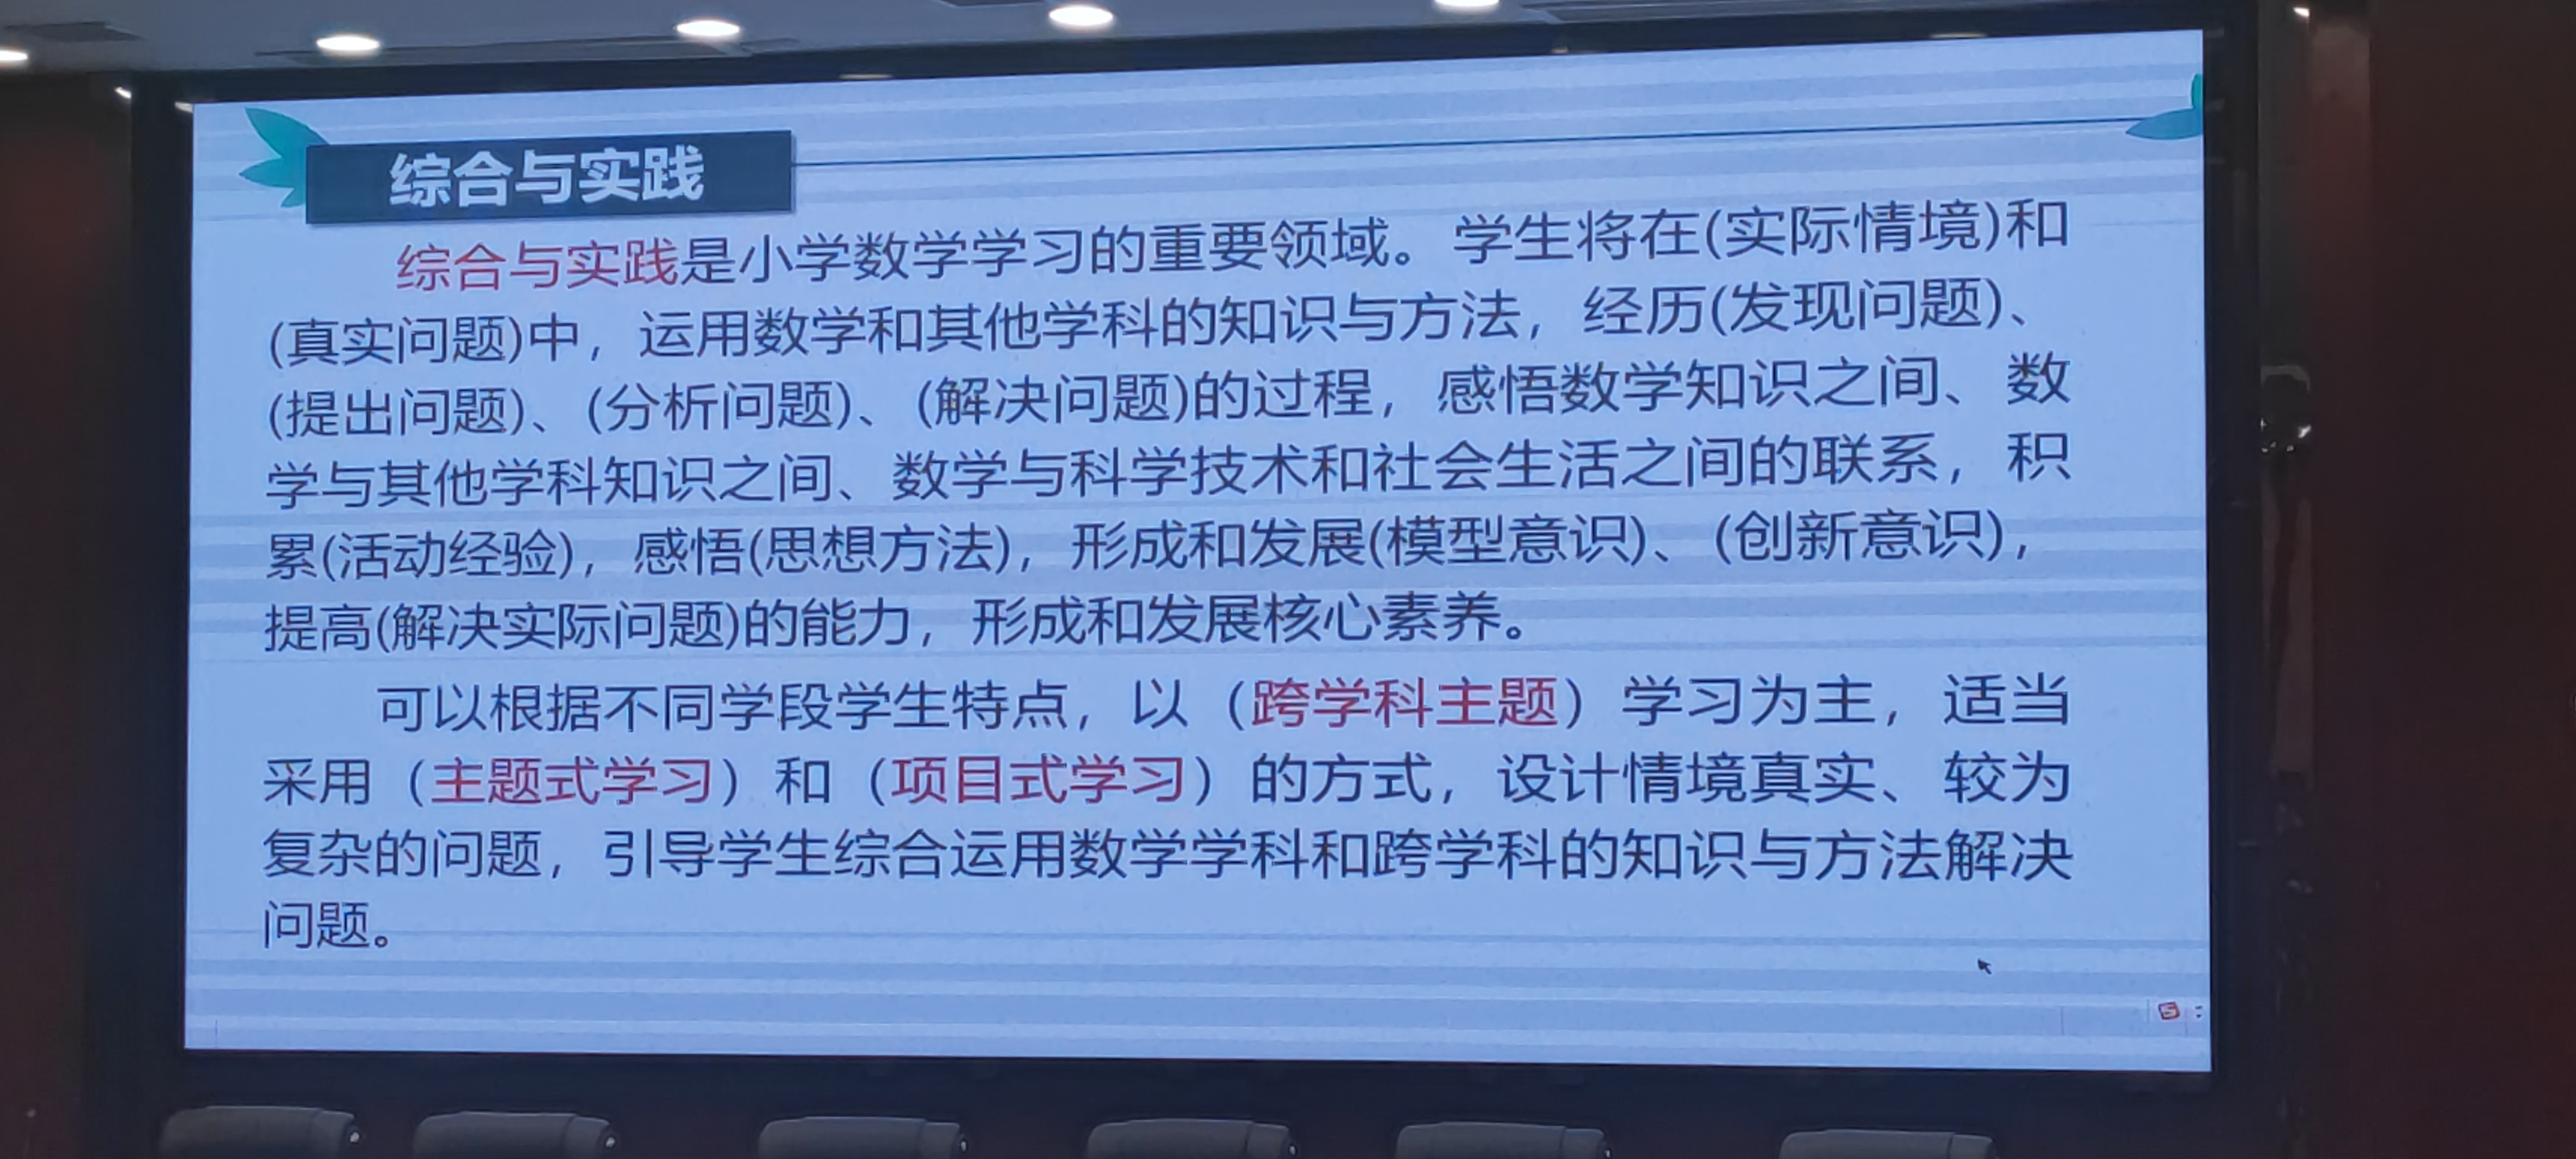 综合与实践
综合与实践是小学数学学习的重要领域。学生将在(实际情境)和
(真实问题)中，运用数学和其他学科的知识与方法，经历(发现问题)、
(提出问题)、(分析问题)、(解决问题)的过程，感悟数学知识之间、数
学与其他学科知识之间、数学与科学技术和社会生活之间的联系，积
累(活动经验)，感悟(思想方法)，形成和发展(模型意识)、(创新意识)，
提高(解决实际问题)的能力，形成和发展核心素养。
可以根据不同学段学生特点，以（跨学科主题）学习为主，适当
采用（主题式学习）和（项目式学习）的方式，设计情境真实、较为
复杂的问题，引导学生综合运用数学学科和跨学科的知识与方法解决
问题。